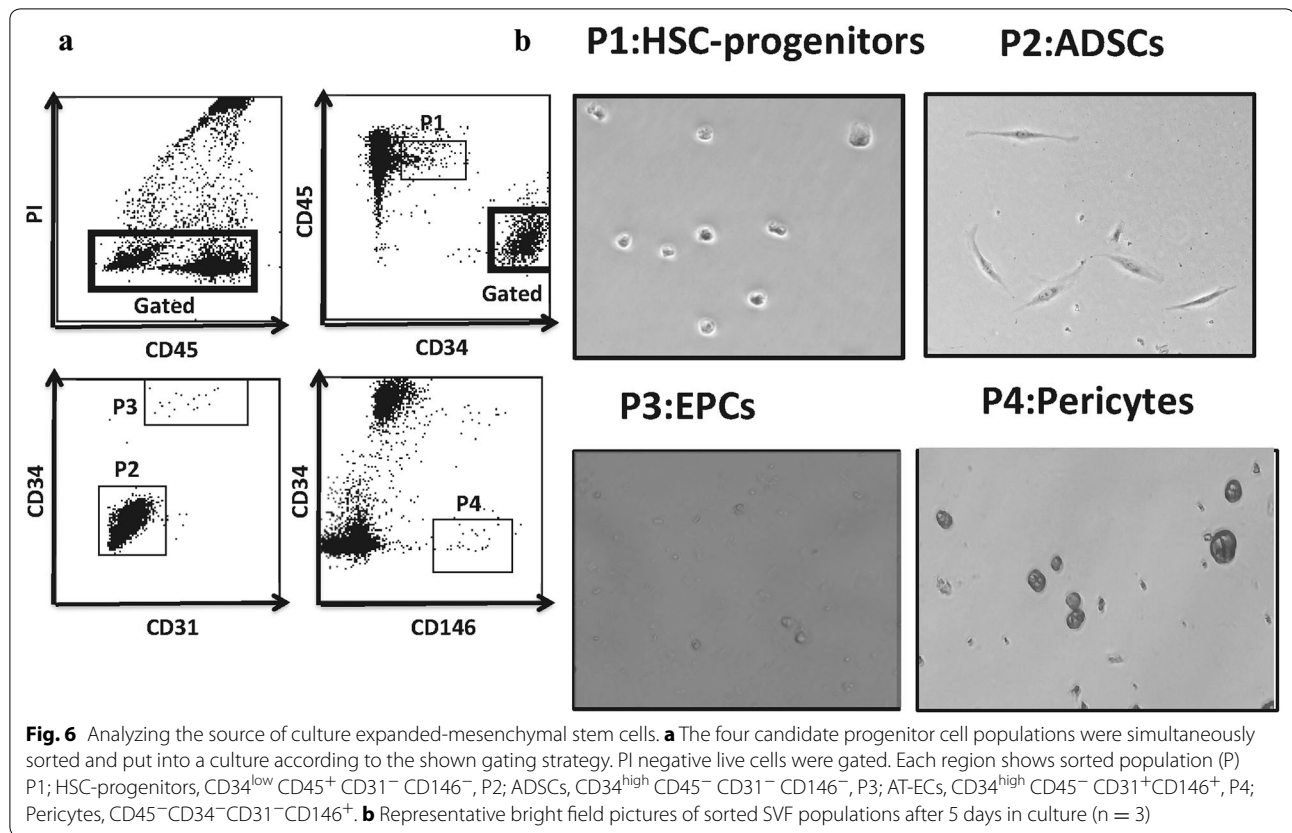 a
b
P1:HSC-progenitors
P2:ADSCs
PI
Gated
CD45
CD45
P1
Gated
CD34
P3:EPCs
P4:Pericytes
CD34
P3
P2
CD31
CD34
P4
CD146
Fig. 6 Analyzing the source of culture expanded-mesenchymal stem cells. a The four candidate progenitor cell populations were simultaneously
sorted and put into a culture according to the shown gating strategy. PI negative live cells were gated. Each region shows sorted population (P)
P1; HSC-progenitors, CD34low CD45+ CD31− CD146−, P2; ADSCs, CD34high CD45− CD31− CD146−, P3; AT-ECs, CD34high CD45− CD31+CD146+, P4;
Pericytes, CD45−CD34−CD31−CD146+. b Representative bright field pictures of sorted SVF populations after 5 days in culture (n = 3)